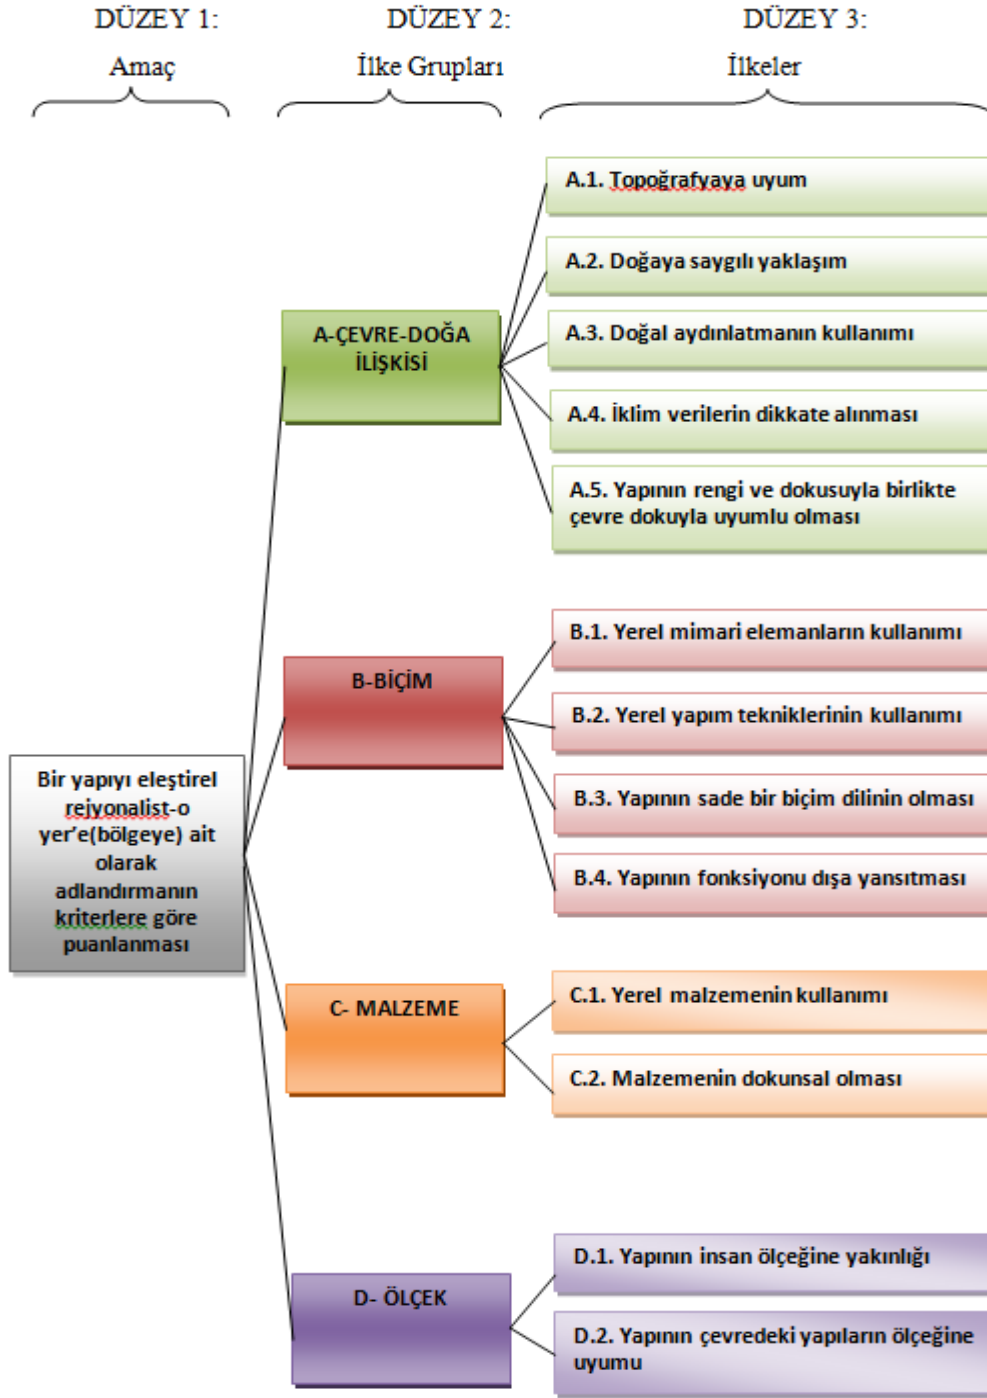 DÜZEY 1:
Amaç
DÜZEY 2:
İlke Grupları
DÜZEY 3:
İlkeler
Bir yapıyı eleştirel
rejyonalist-o
yer’e(bölgeye) ait
olarak
adlandırmanın
kriterlere göre
puanlanması
A-ÇEVRE-DOĞA
İLİŞKİSİ
A.1. Topoğrafyaya uyum
A.2. Doğaya saygılı yaklaşım
A.3. Doğal aydınlatmanın kullanımı
A.4. İklim verilerin dikkate alınması
A.5. Yapının rengi ve dokusuyla birlikte
çevre dokuyla uyumlu olması
B-BİÇİM
B.1. Yerel mimari elemanların kullanımı
B.2. Yerel yapım tekniklerinin kullanımı
B.3. Yapının sade bir biçim dilinin olması
B.4. Yapının fonksiyonu dışa yansıtması
C- MALZEME
C.1. Yerel malzemenin kullanımı
C.2. Malzemenin dokunsal olması
D- ÖLÇEK
D.1. Yapının insan ölçeğine yakınlığı
D.2. Yapının çevredeki yapıların ölçeğine
uyumu